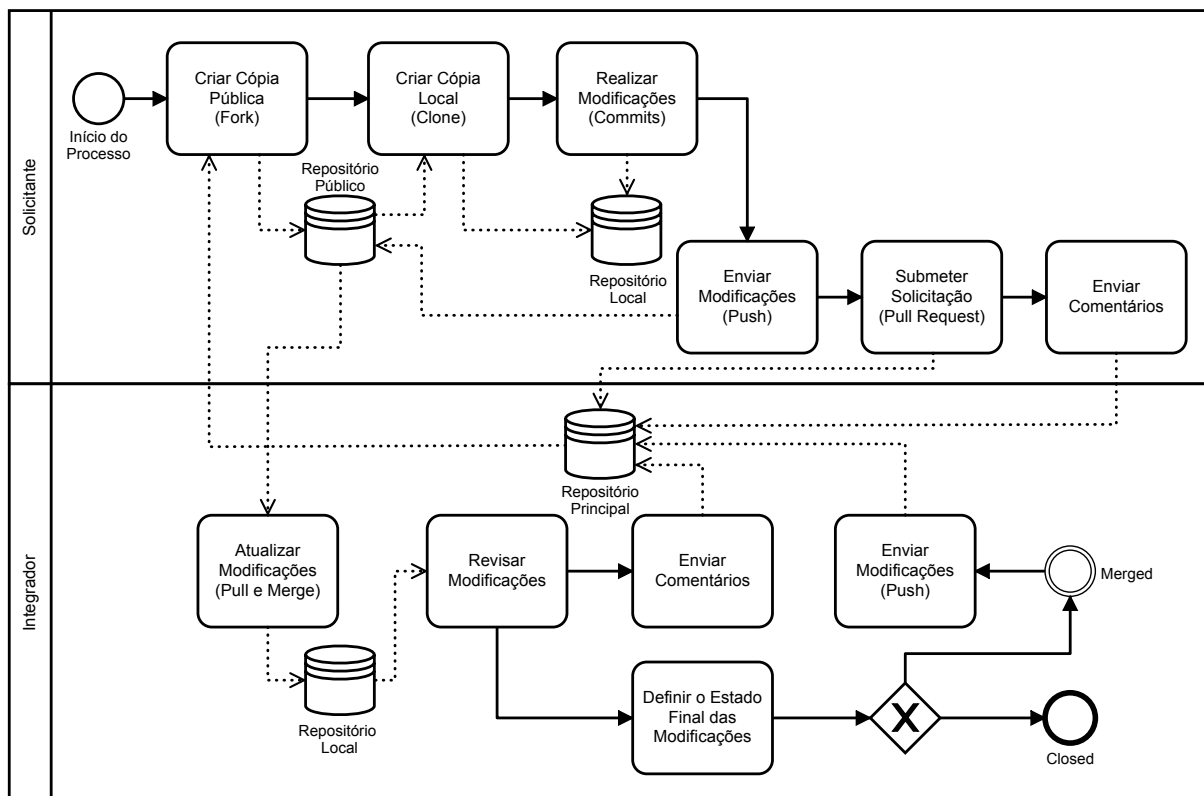 Solicitante
Início do
Processo
Criar Cópia
Pública
(Fork)
Criar Cópia
Local
(Clone)
Realizar
Modificações
(Commits)
Repositório
Público
Repositório
Local
Enviar
Modificações
(Push)
Submeter
Solicitação
(Pull Request)
Enviar
Comentários
Integrador
Repositório
Principal
Atualizar
Modificações
(Pull e Merge)
Revisar
Modificações
Enviar
Comentários
Enviar
Modificações
(Push)
Merged
Repositório
Local
Definir o Estado
Final das
Modificações
X
Closed